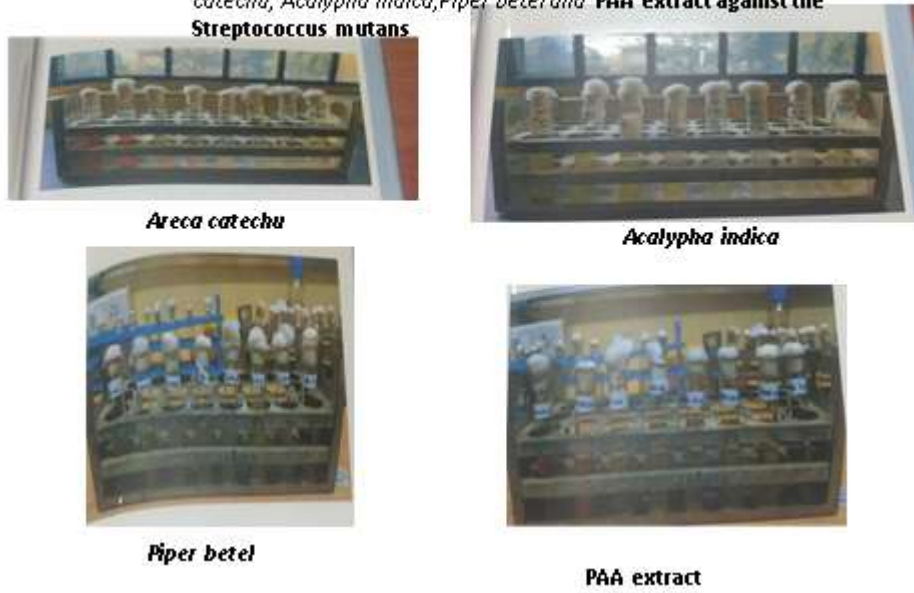 catechu, Acalypha indica,Piper betel and PAA extract against the
Streptococcus mutans
Areca catechu
Acalypha indica
Piper betel
PAA extract